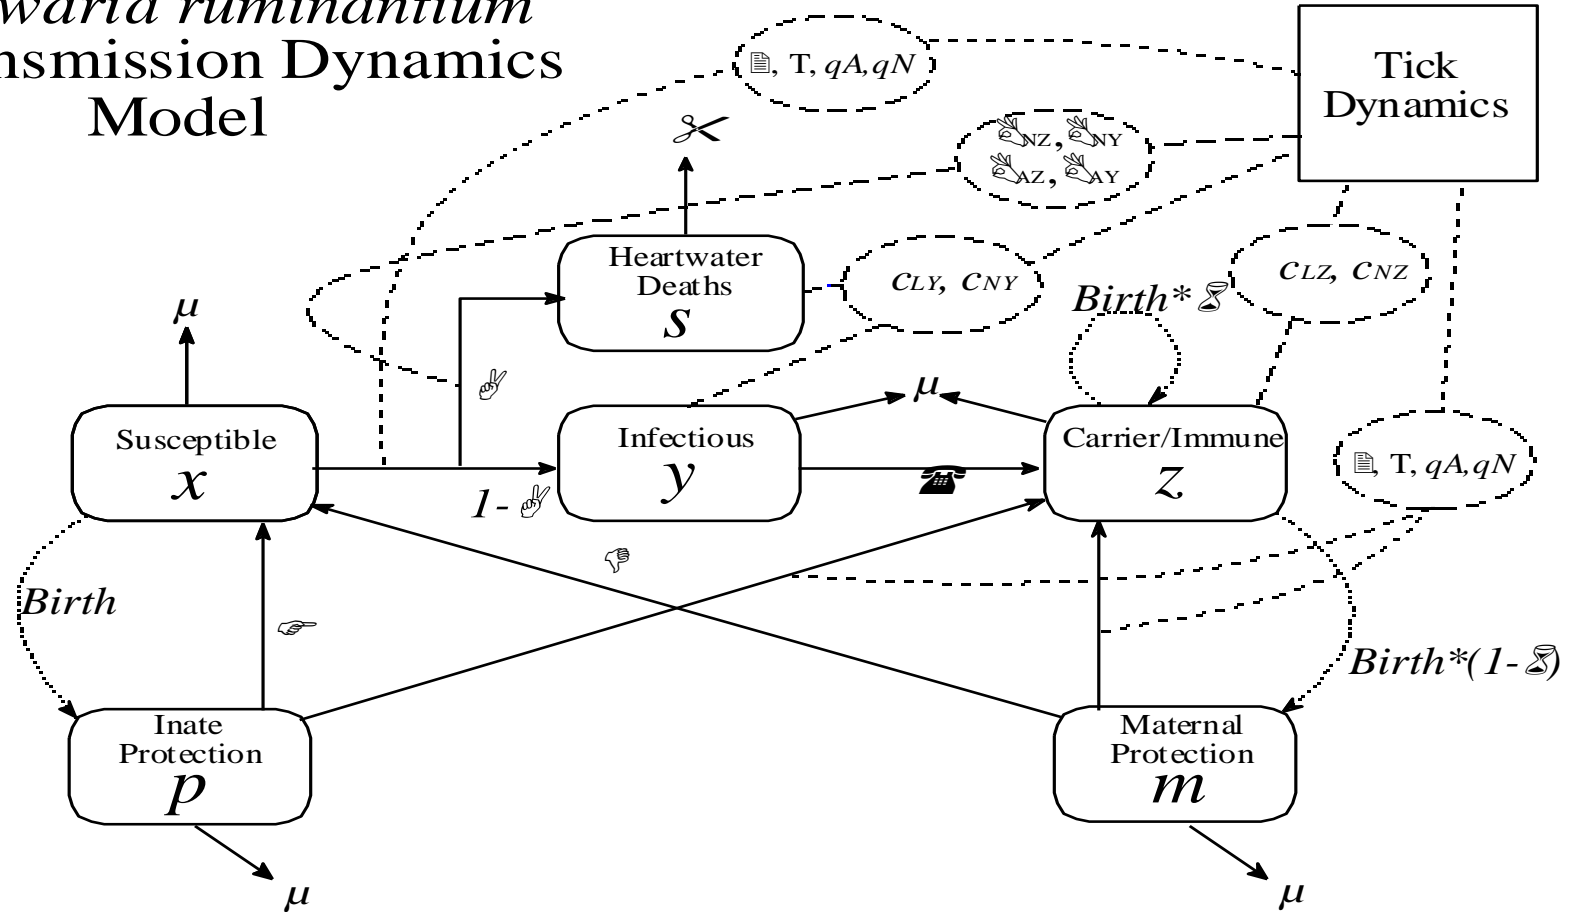 waria ruminantium
nsmission Dynamics
Model
🗎, T, qA,qN
Tick
Dynamics
✂
👌NZ, 👌NY
👌AZ, 👌AY
Heartwater
Deaths
s
cLY, cNY
cLZ, cNZ
Birth*⌛
μ
✌
μ
Susceptible
x
Infectious
y
Carrier/Immune
z
🗎, T, qA,qN
1-✌
☎
👎
Birth
☞
Birth*(1-⌛)
Inate
Protection
p
Maternal
Protection
m
μ
μ